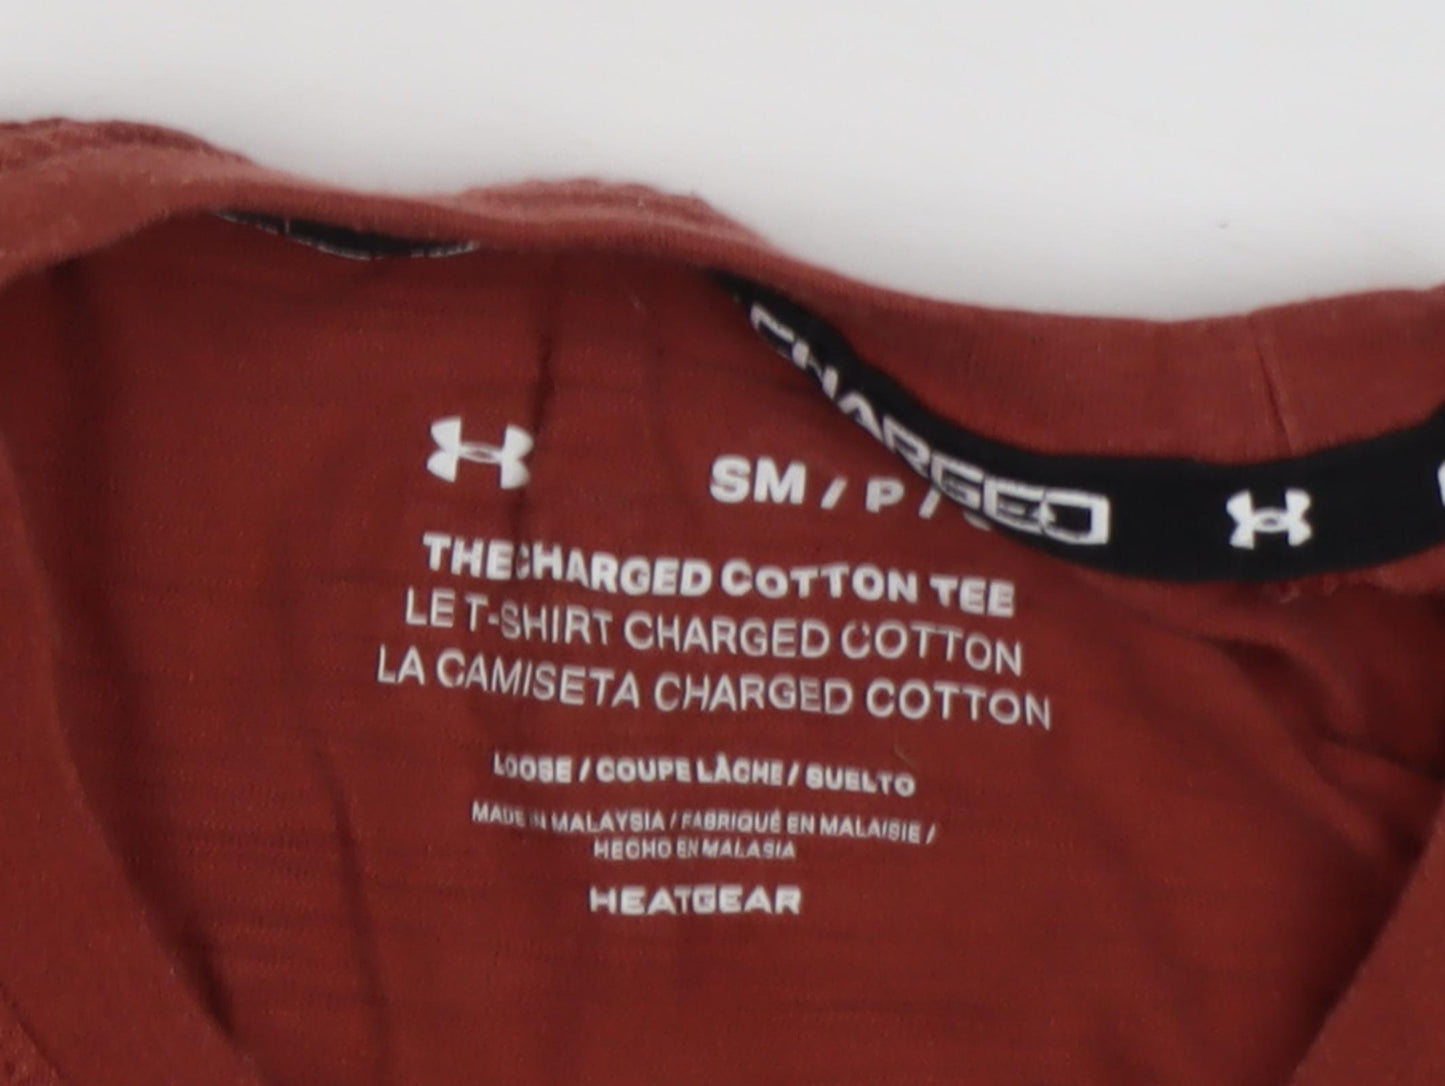 CHARGED
SM / P /
THE CHARGED COTTON TEE
LE T-SHIRT CHARGED COTTON
LA CAMISETA CHARGED COTTON
LOOSE / COUPE LÂCHE / SUELTO
MADE IN MALAYSIA / FABRIQUÉ EN MALAISIE /
HECHO EN MALASIA
HEATGEAR